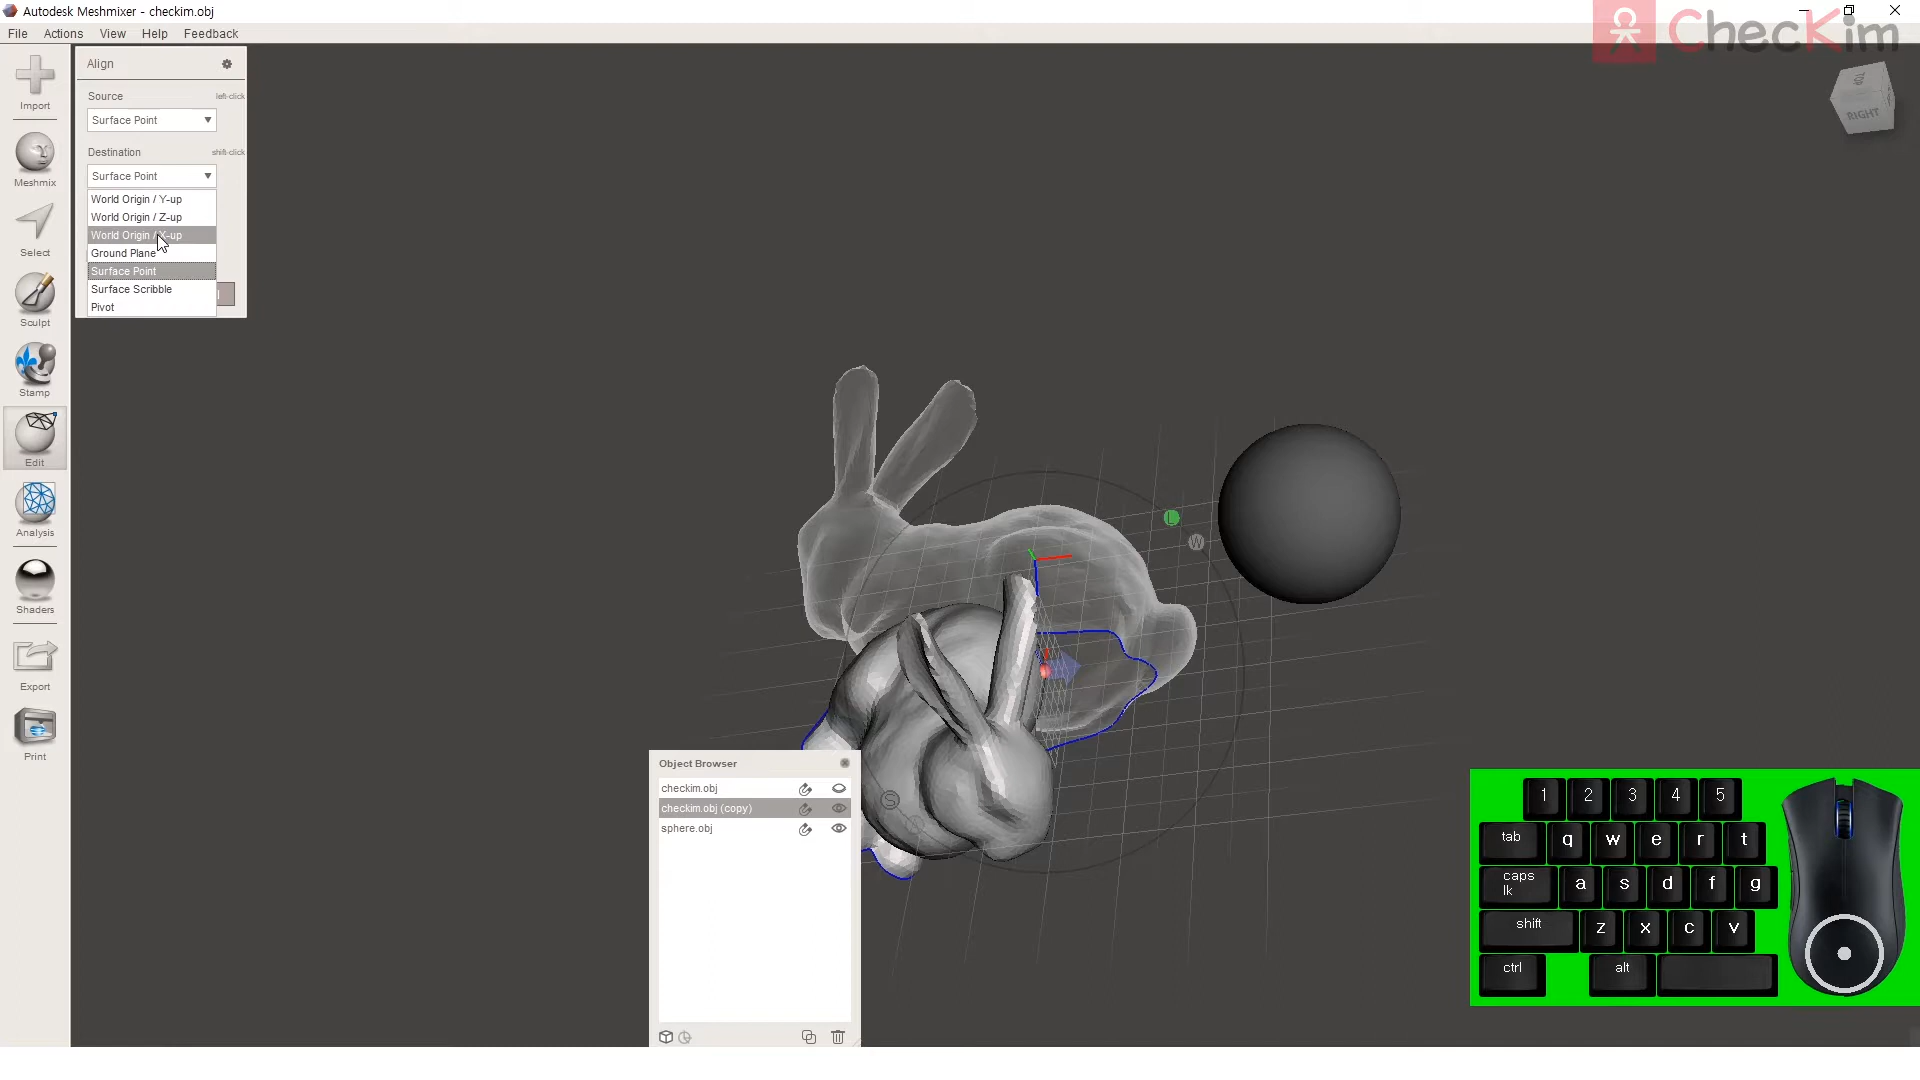 Autodesk Meshmixer - checkim.obj
ChecKim
File Actions View Help Feedback
Align
Source left-click
Surface Point
Destination shift-click
Surface Point
World Origin / Y-up
World Origin / Z-up
World Origin / X-up
Ground Plane
Surface Point
Surface Scribble
Pivot
Import
Meshmix
Select
Sculpt
Stamp
Edit
Analysis
Shaders
Export
Print
TOP
RIGHT
L
W
S
Object Browser
checkim.obj
checkim.obj (copy)
sphere.obj
1 2 3 4 5
tab q w e r t
caps lk a s d f g
shift z x c v
ctrl alt